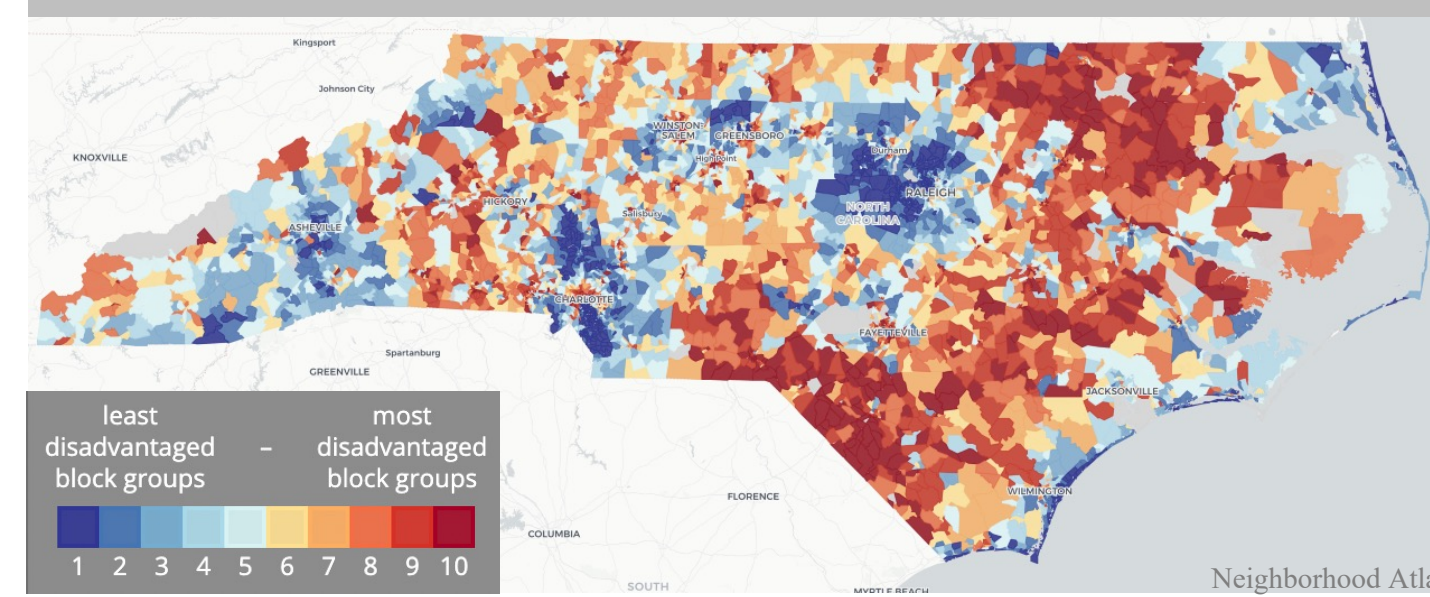 Kingsport
Johnson City
KNOXVILLE
WINSTON-
SALEM
GREENSBORO
High Point
Durham
RALEIGH
NORTH
CAROLINA
HICKORY
Salisbury
ASHEVILLE
CHARLOTTE
FAYETTEVILLE
Spartanburg
GREENVILLE
JACKSONVILLE
WILMINGTON
FLORENCE
COLUMBIA
SOUTH
MYRTLE BEACH
least
disadvantaged
block groups
–
most
disadvantaged
block groups
1 2 3 4 5 6 7 8 9 10
Neighborhood Atla